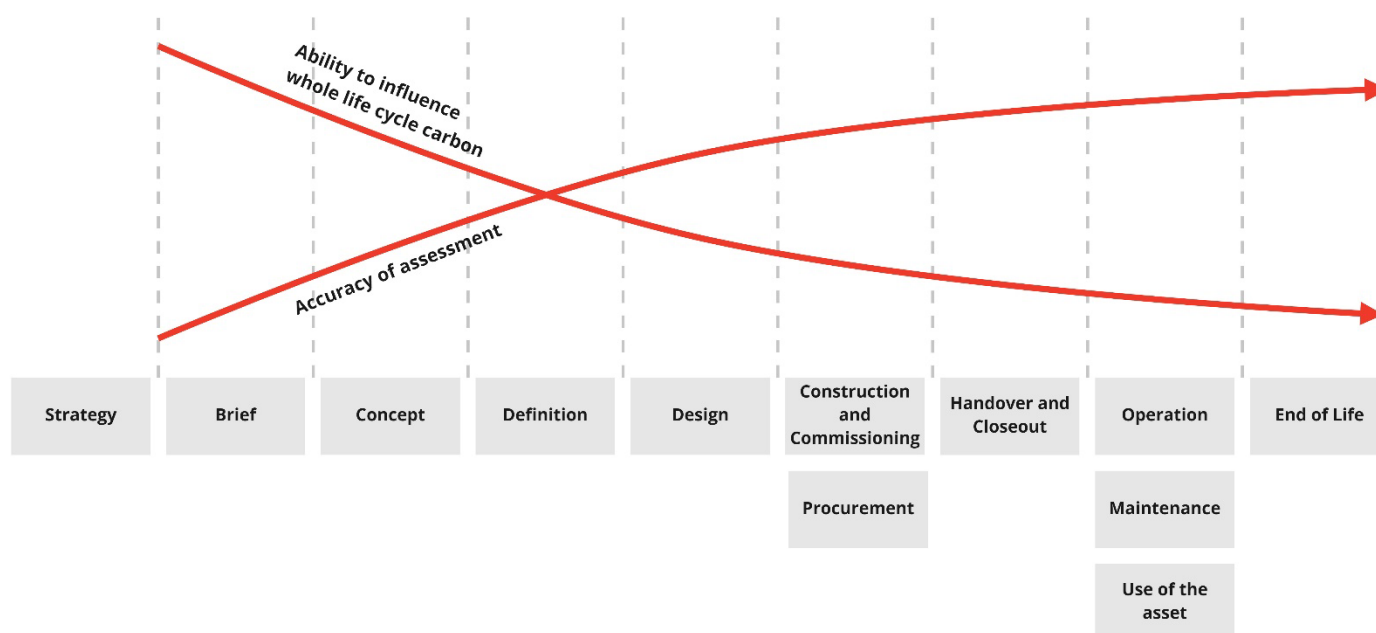 Ability to influence
whole life cycle carbon
Accuracy of assessment
Strategy
Brief
Concept
Definition
Design
Construction
and
Commissioning
Handover and
Closeout
Operation
End of Life
Procurement
Maintenance
Use of the
asset